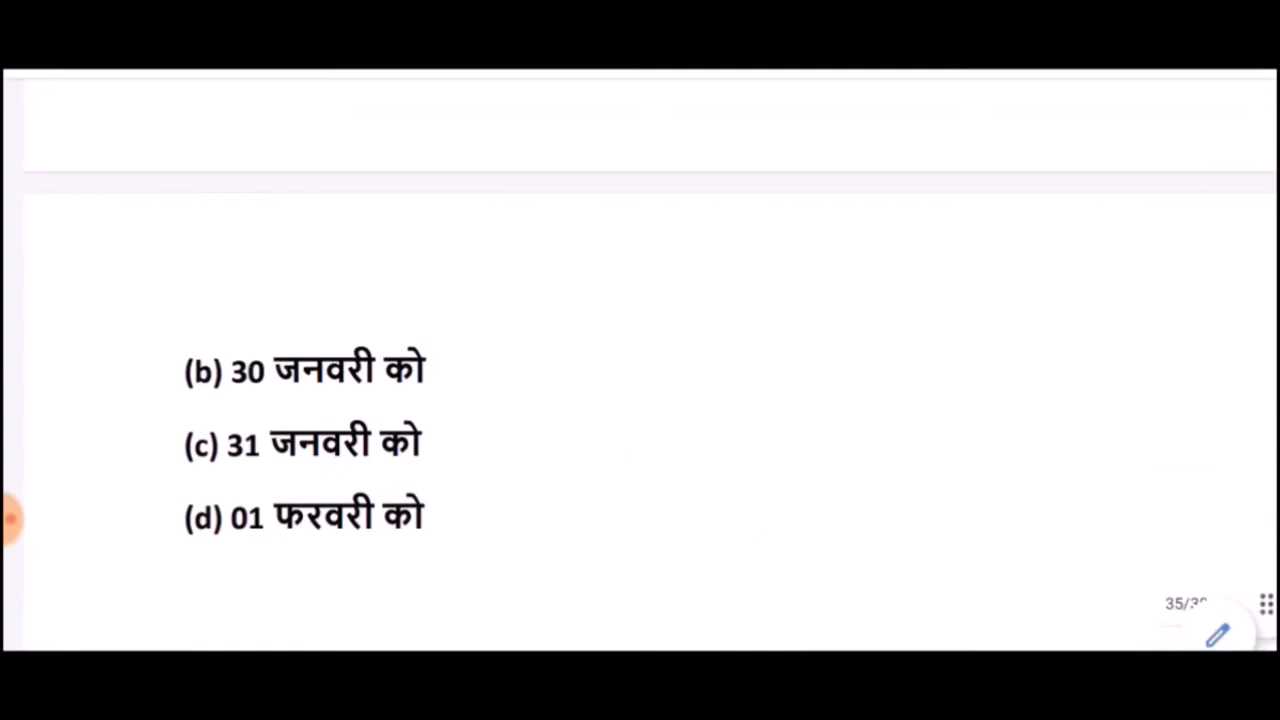 (b) 30 जनवरी को
(c) 31 जनवरी को
(d) 01 फरवरी को